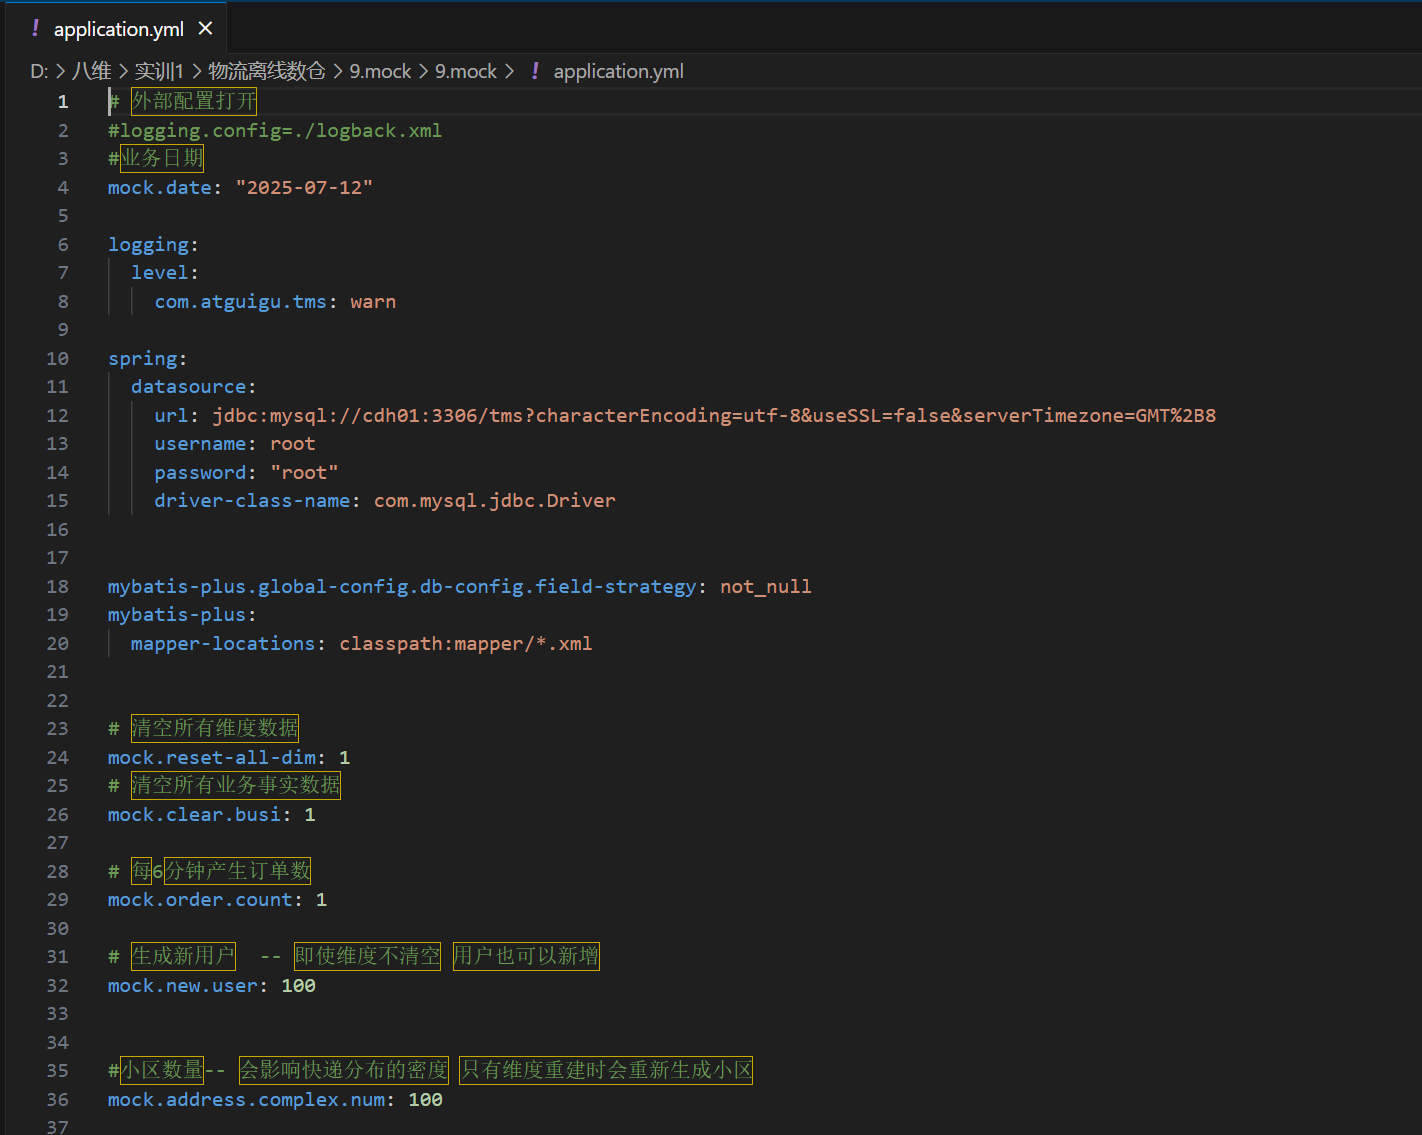 ! application.yml ×
D: > 八维 > 实训1 > 物流离线数仓 > 9.mock > 9.mock > ! application.yml
1 # 外部配置打开
2 #logging.config=./logback.xml
3 #业务日期
4 mock.date: "2025-07-12"
5
6 logging:
7 level:
8 com.atguigu.tms: warn
9
10 spring:
11 datasource:
12 url: jdbc:mysql://cdh01:3306/tms?characterEncoding=utf-8&useSSL=false&serverTimezone=GMT%2B8
13 username: root
14 password: "root"
15 driver-class-name: com.mysql.jdbc.Driver
16
17
18 mybatis-plus.global-config.db-config.field-strategy: not_null
19 mybatis-plus:
20 mapper-locations: classpath:mapper/*.xml
21
22
23 # 清空所有维度数据
24 mock.reset-all-dim: 1
25 # 清空所有业务事实数据
26 mock.clear.busi: 1
27
28 # 每6分钟产生订单数
29 mock.order.count: 1
30
31 # 生成新用户  -- 即使维度不清空 用户也可以新增
32 mock.new.user: 100
33
34
35 #小区数量-- 会影响快递分布的密度 只有维度重建时会重新生成小区
36 mock.address.complex.num: 100
37